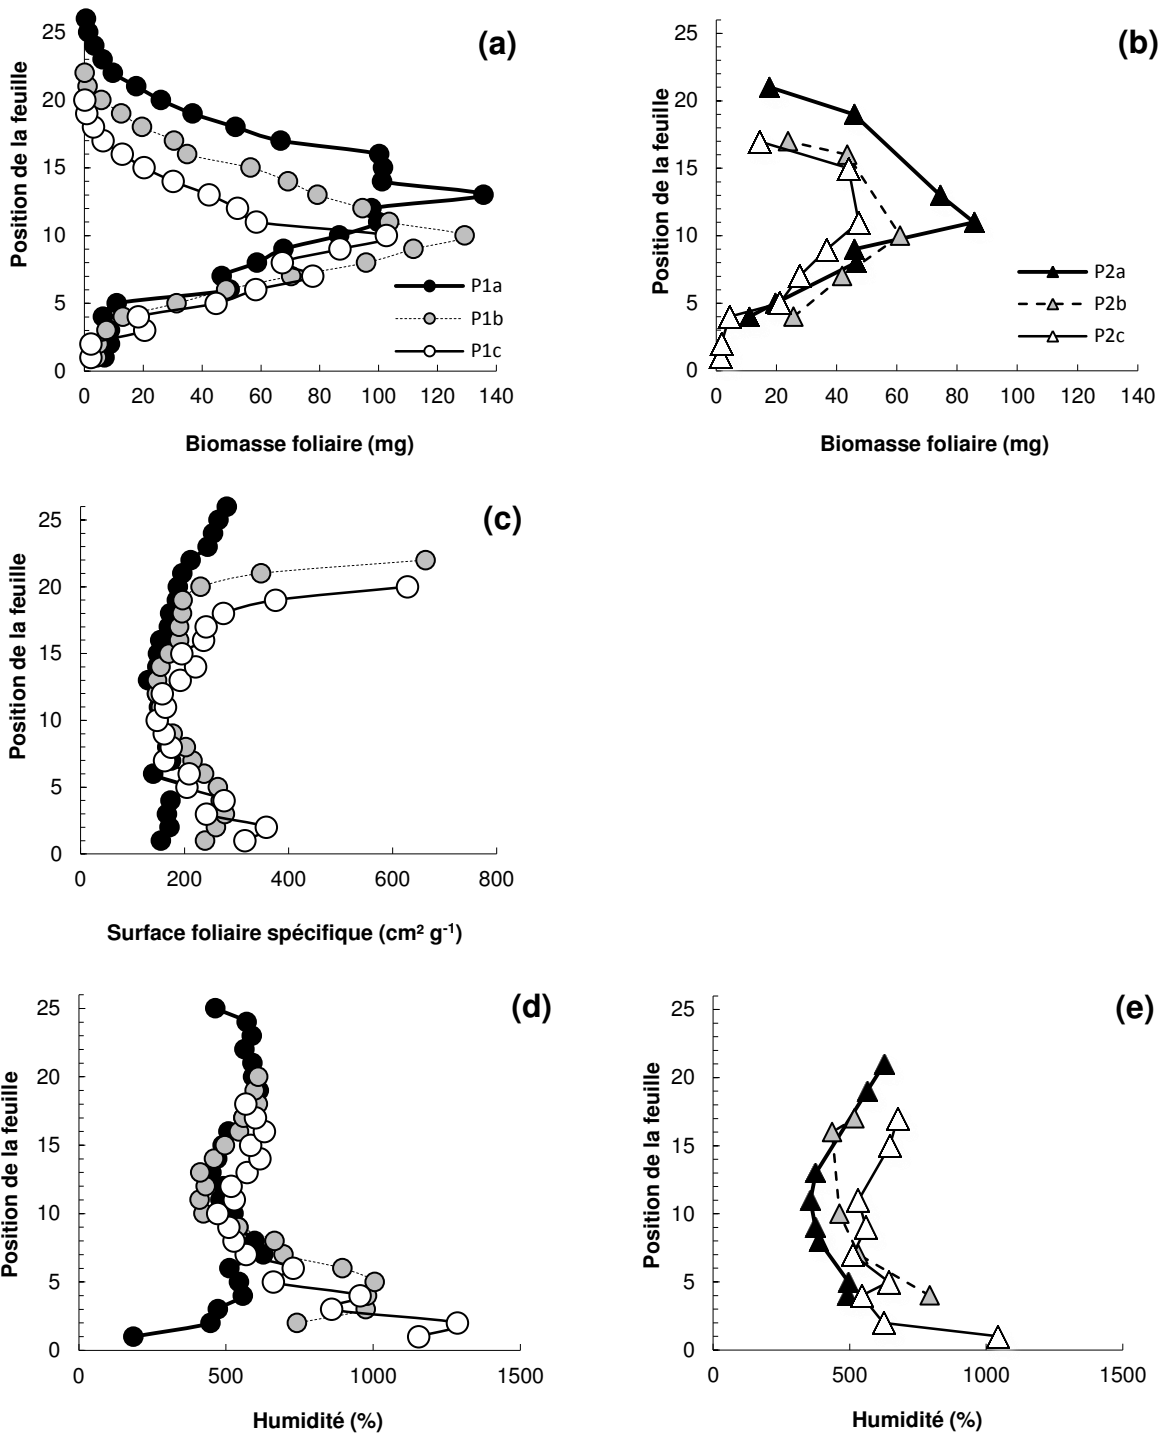 (a)
Position de la feuille
25
20
15
10
5
0
0 20 40 60 80 100 120 140
Biomasse foliaire (mg)
P1a
P1b
P1c
(b)
Position de la feuille
25
20
15
10
5
0
0 20 40 60 80 100 120 140
Biomasse foliaire (mg)
P2a
P2b
P2c
(c)
Position de la feuille
25
20
15
10
5
0
0 200 400 600 800
Surface foliaire spécifique (cm² g⁻¹)
(d)
Position de la feuille
25
20
15
10
5
0
0 500 1000 1500
Humidité (%)
(e)
Position de la feuille
25
20
15
10
5
0
0 500 1000 1500
Humidité (%)